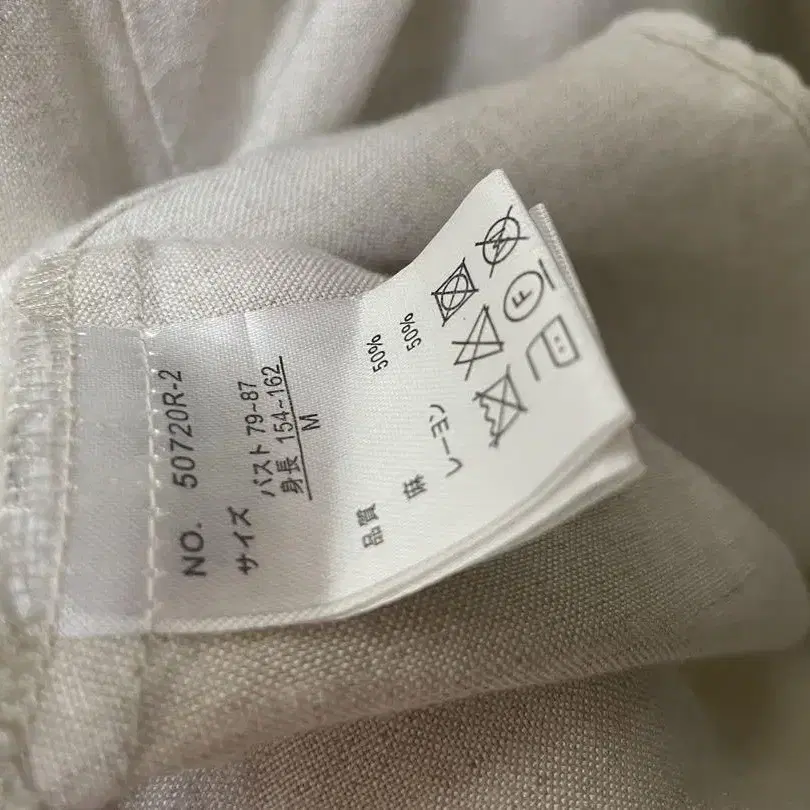 NO. 50720R-2
サイズ バスト 79-87
身長 154-162
M
品質
麻 50%
レーヨン 50%
F